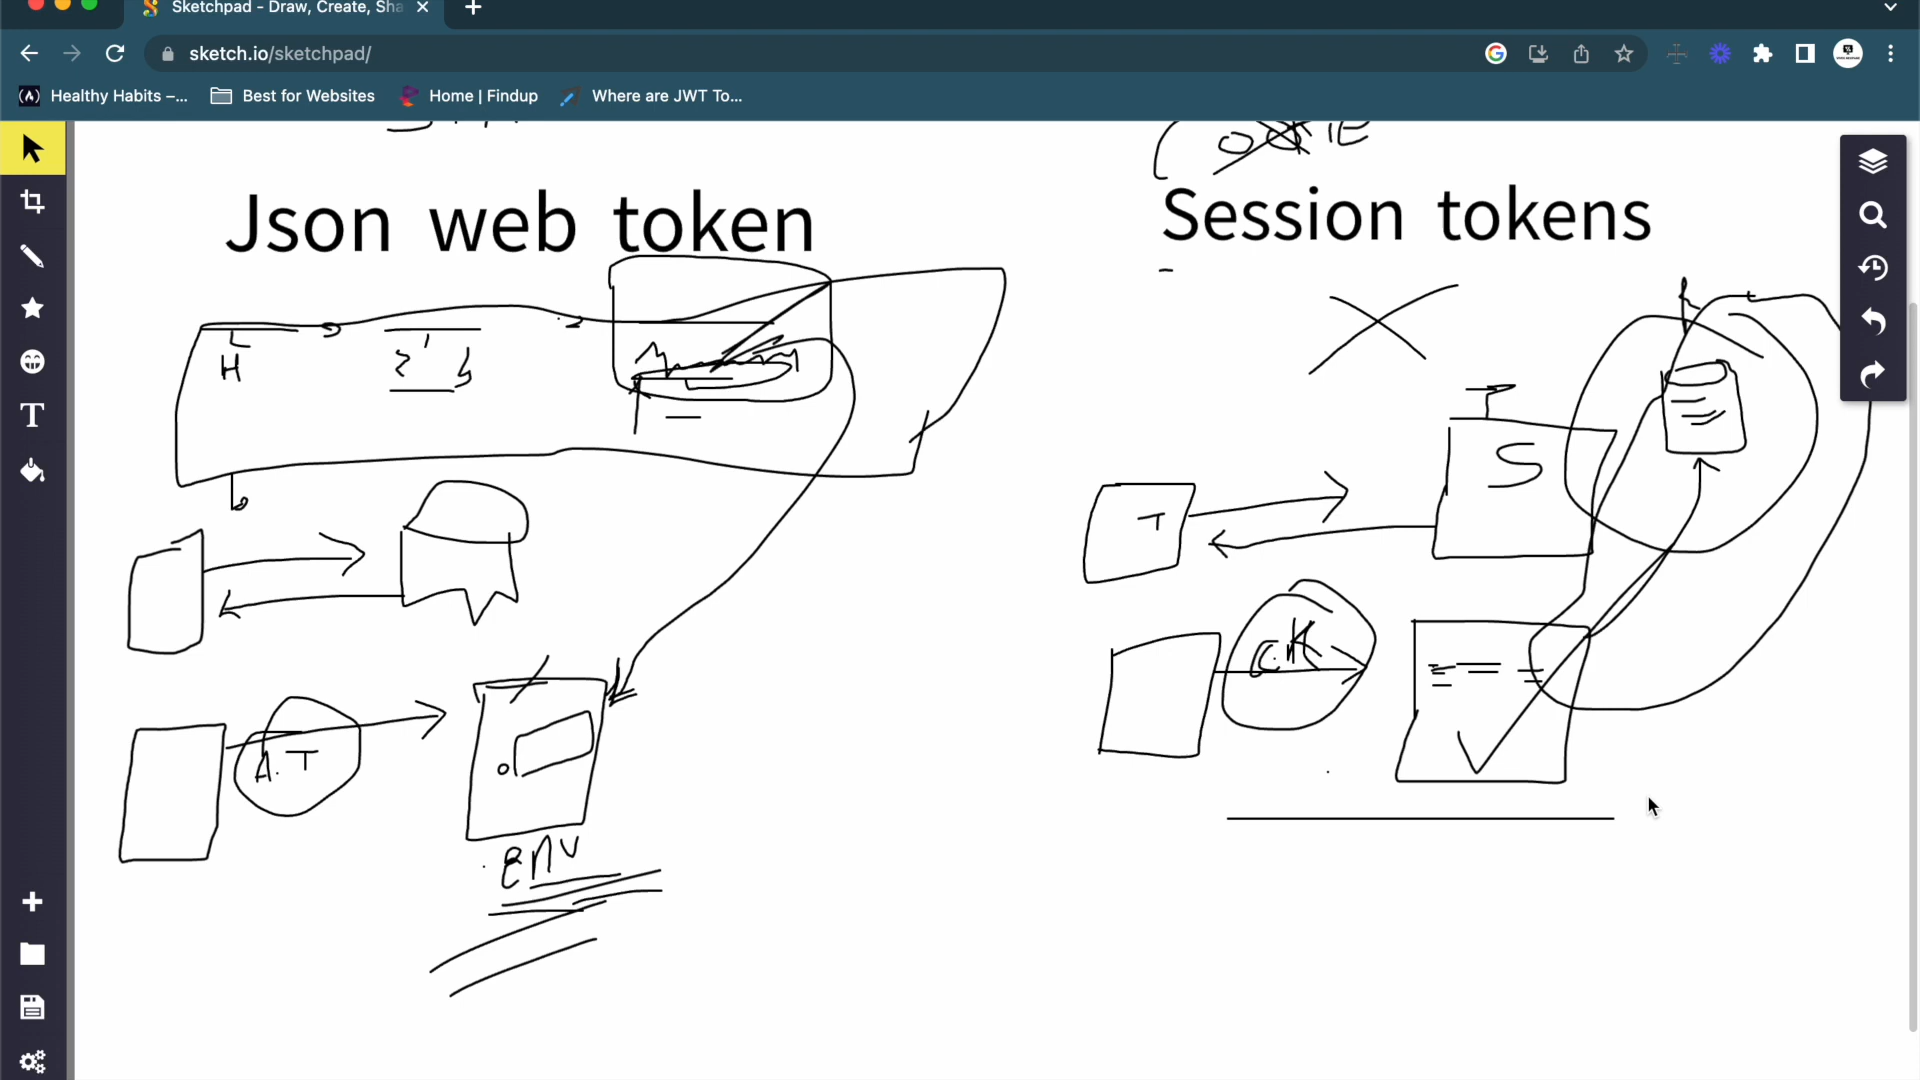 Sketchpad - Draw, Create, Sha
sketch.io/sketchpad/
Healthy Habits –...
Best for Websites
Home | Findup
Where are JWT To...
Json web token
Session tokens
H
S
T
CK
A.T
env
T